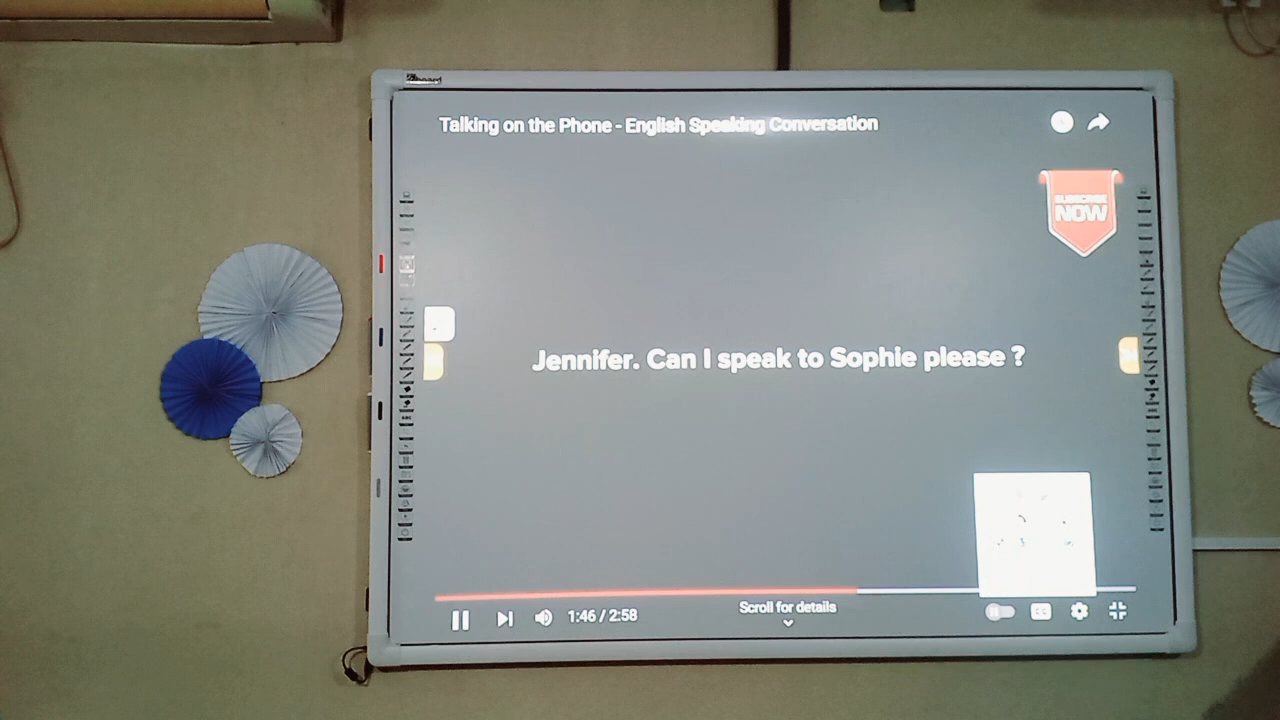 Talking on the Phone - English Speaking Conversation
SUBSCRIBE
NOW
Jennifer. Can I speak to Sophie please ?
1:46 / 2:58
Scroll for details